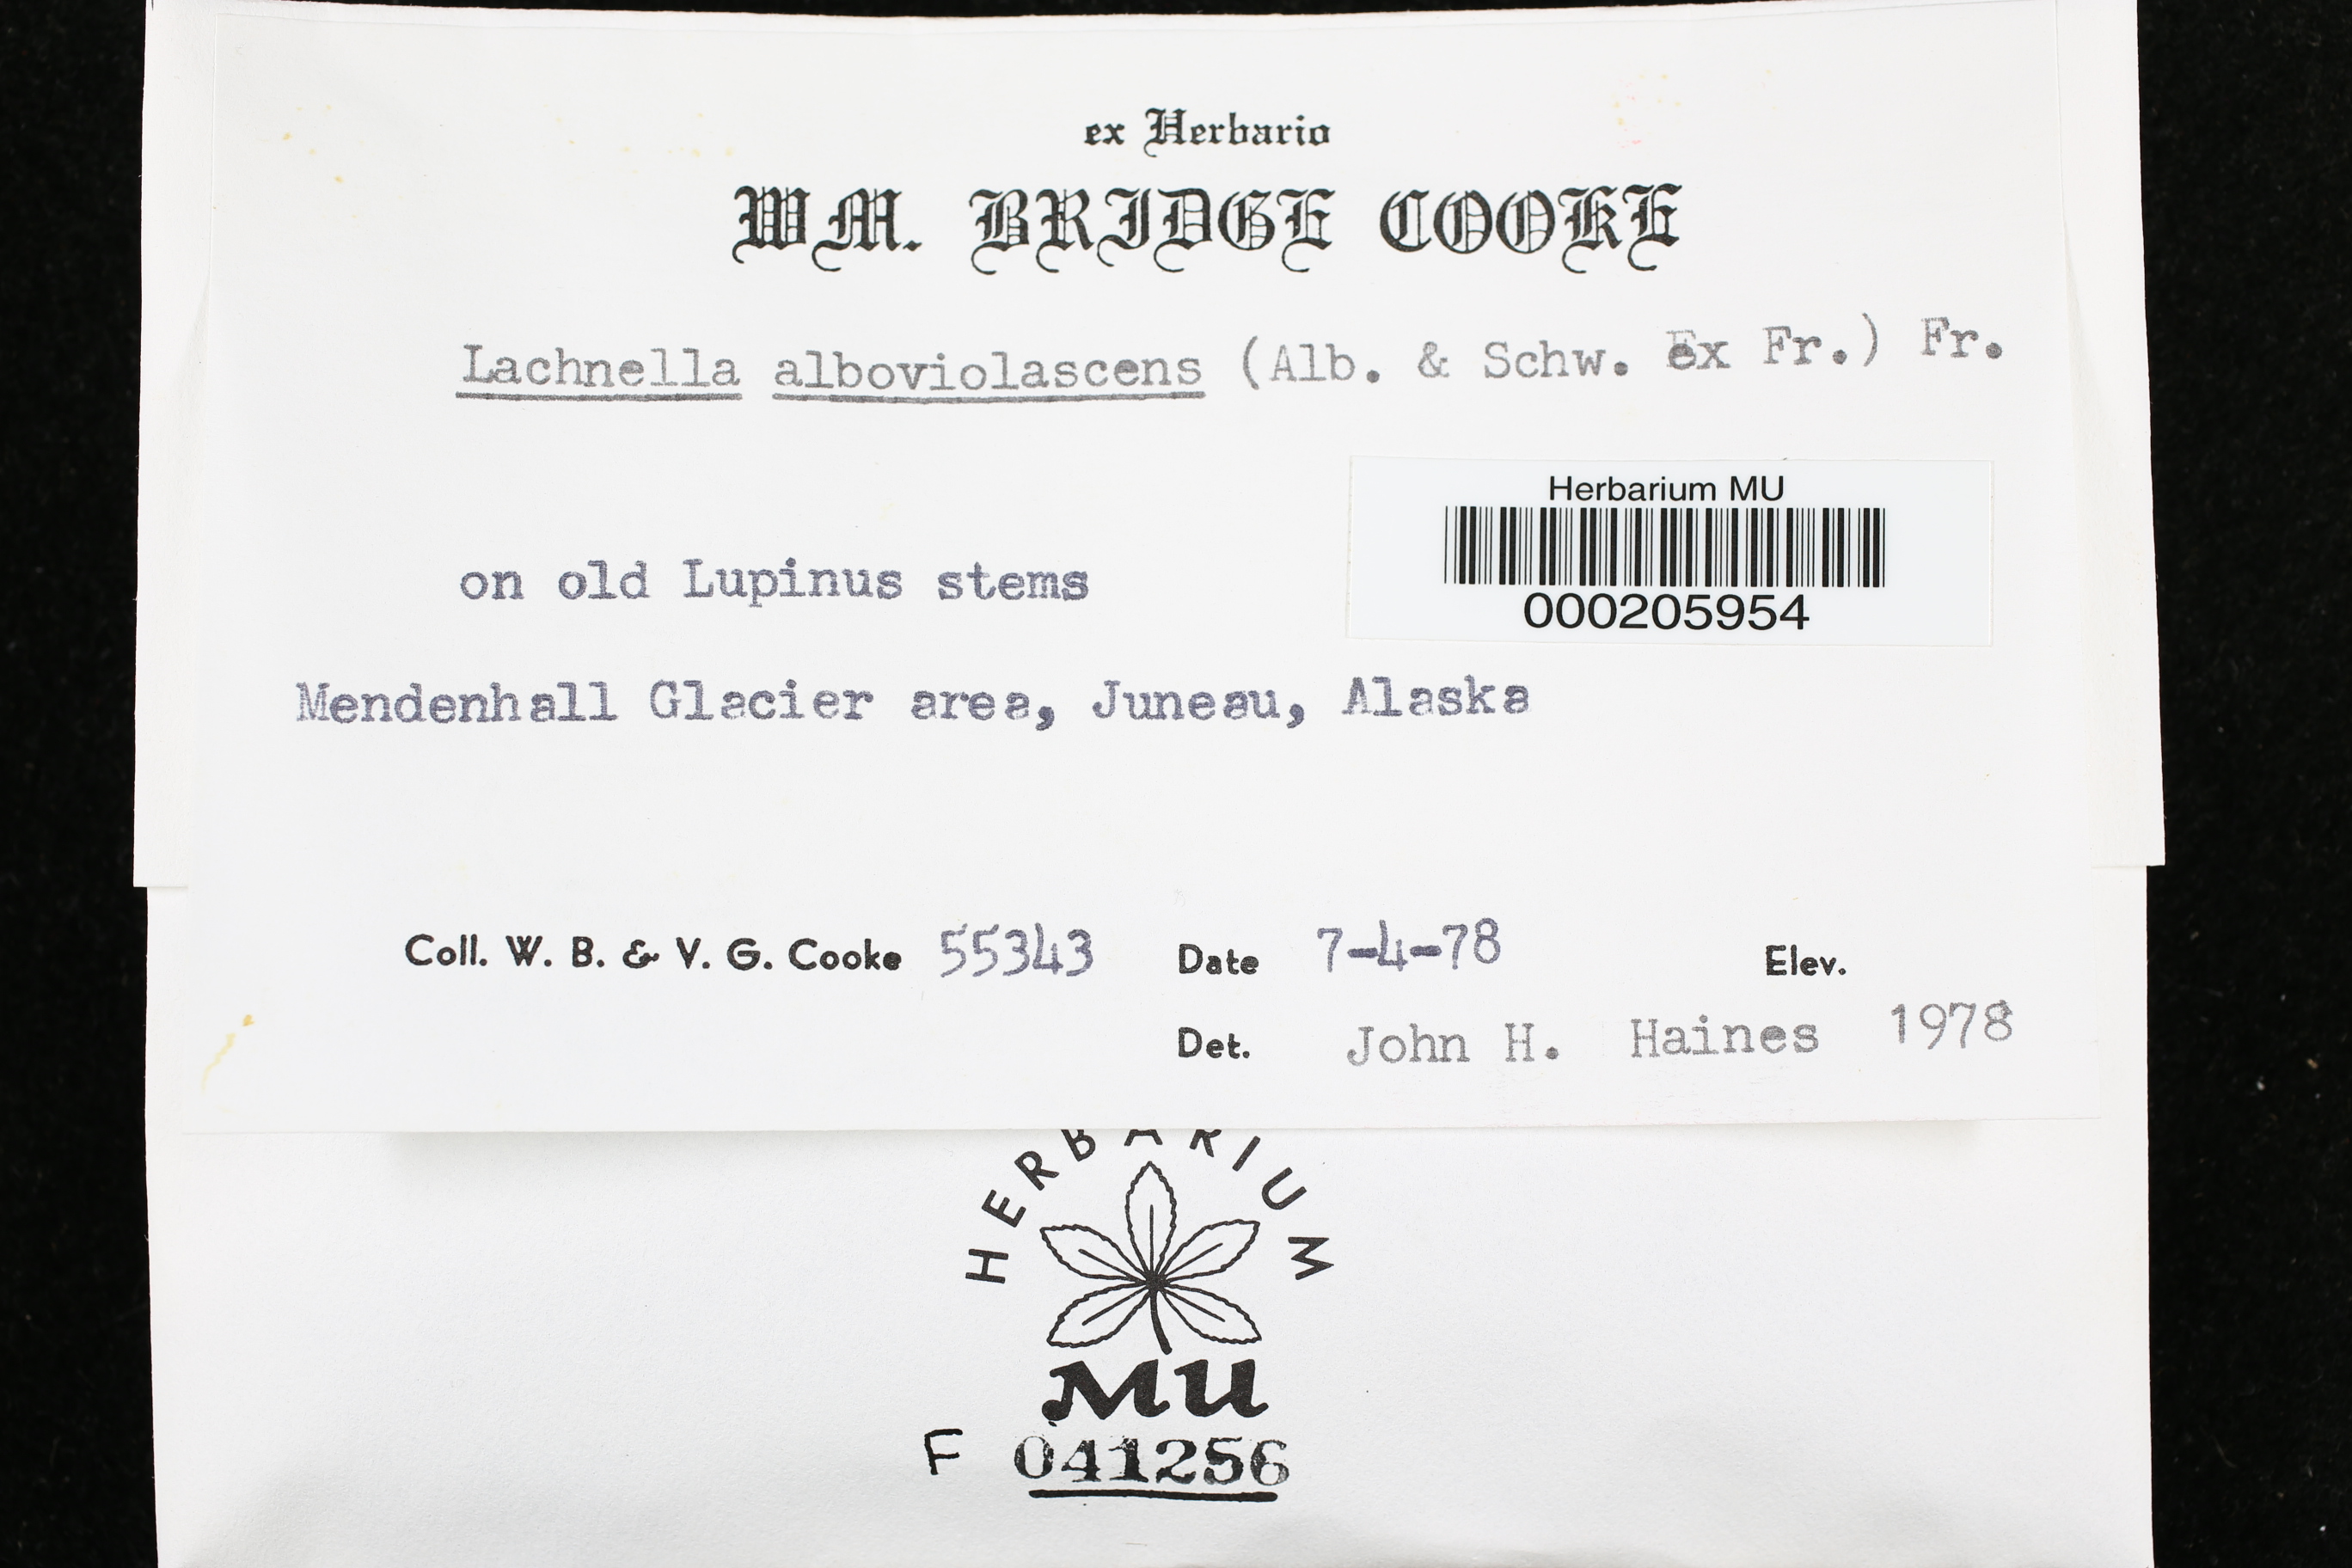 ex Herbario
WM. BRIDGE COOKE
Lachnella alboviolascens (Alb. & Schw. Ex Fr.) Fr.
Herbarium MU
000205954
on old Lupinus stems
Mendenhall Glacier area, Juneau, Alaska
Coll. W. B. & V. G. Cooke 55343 Date 7-4-78 Elev.
Det. John H. Haines 1978
HERBARIUM
MU
F 041256